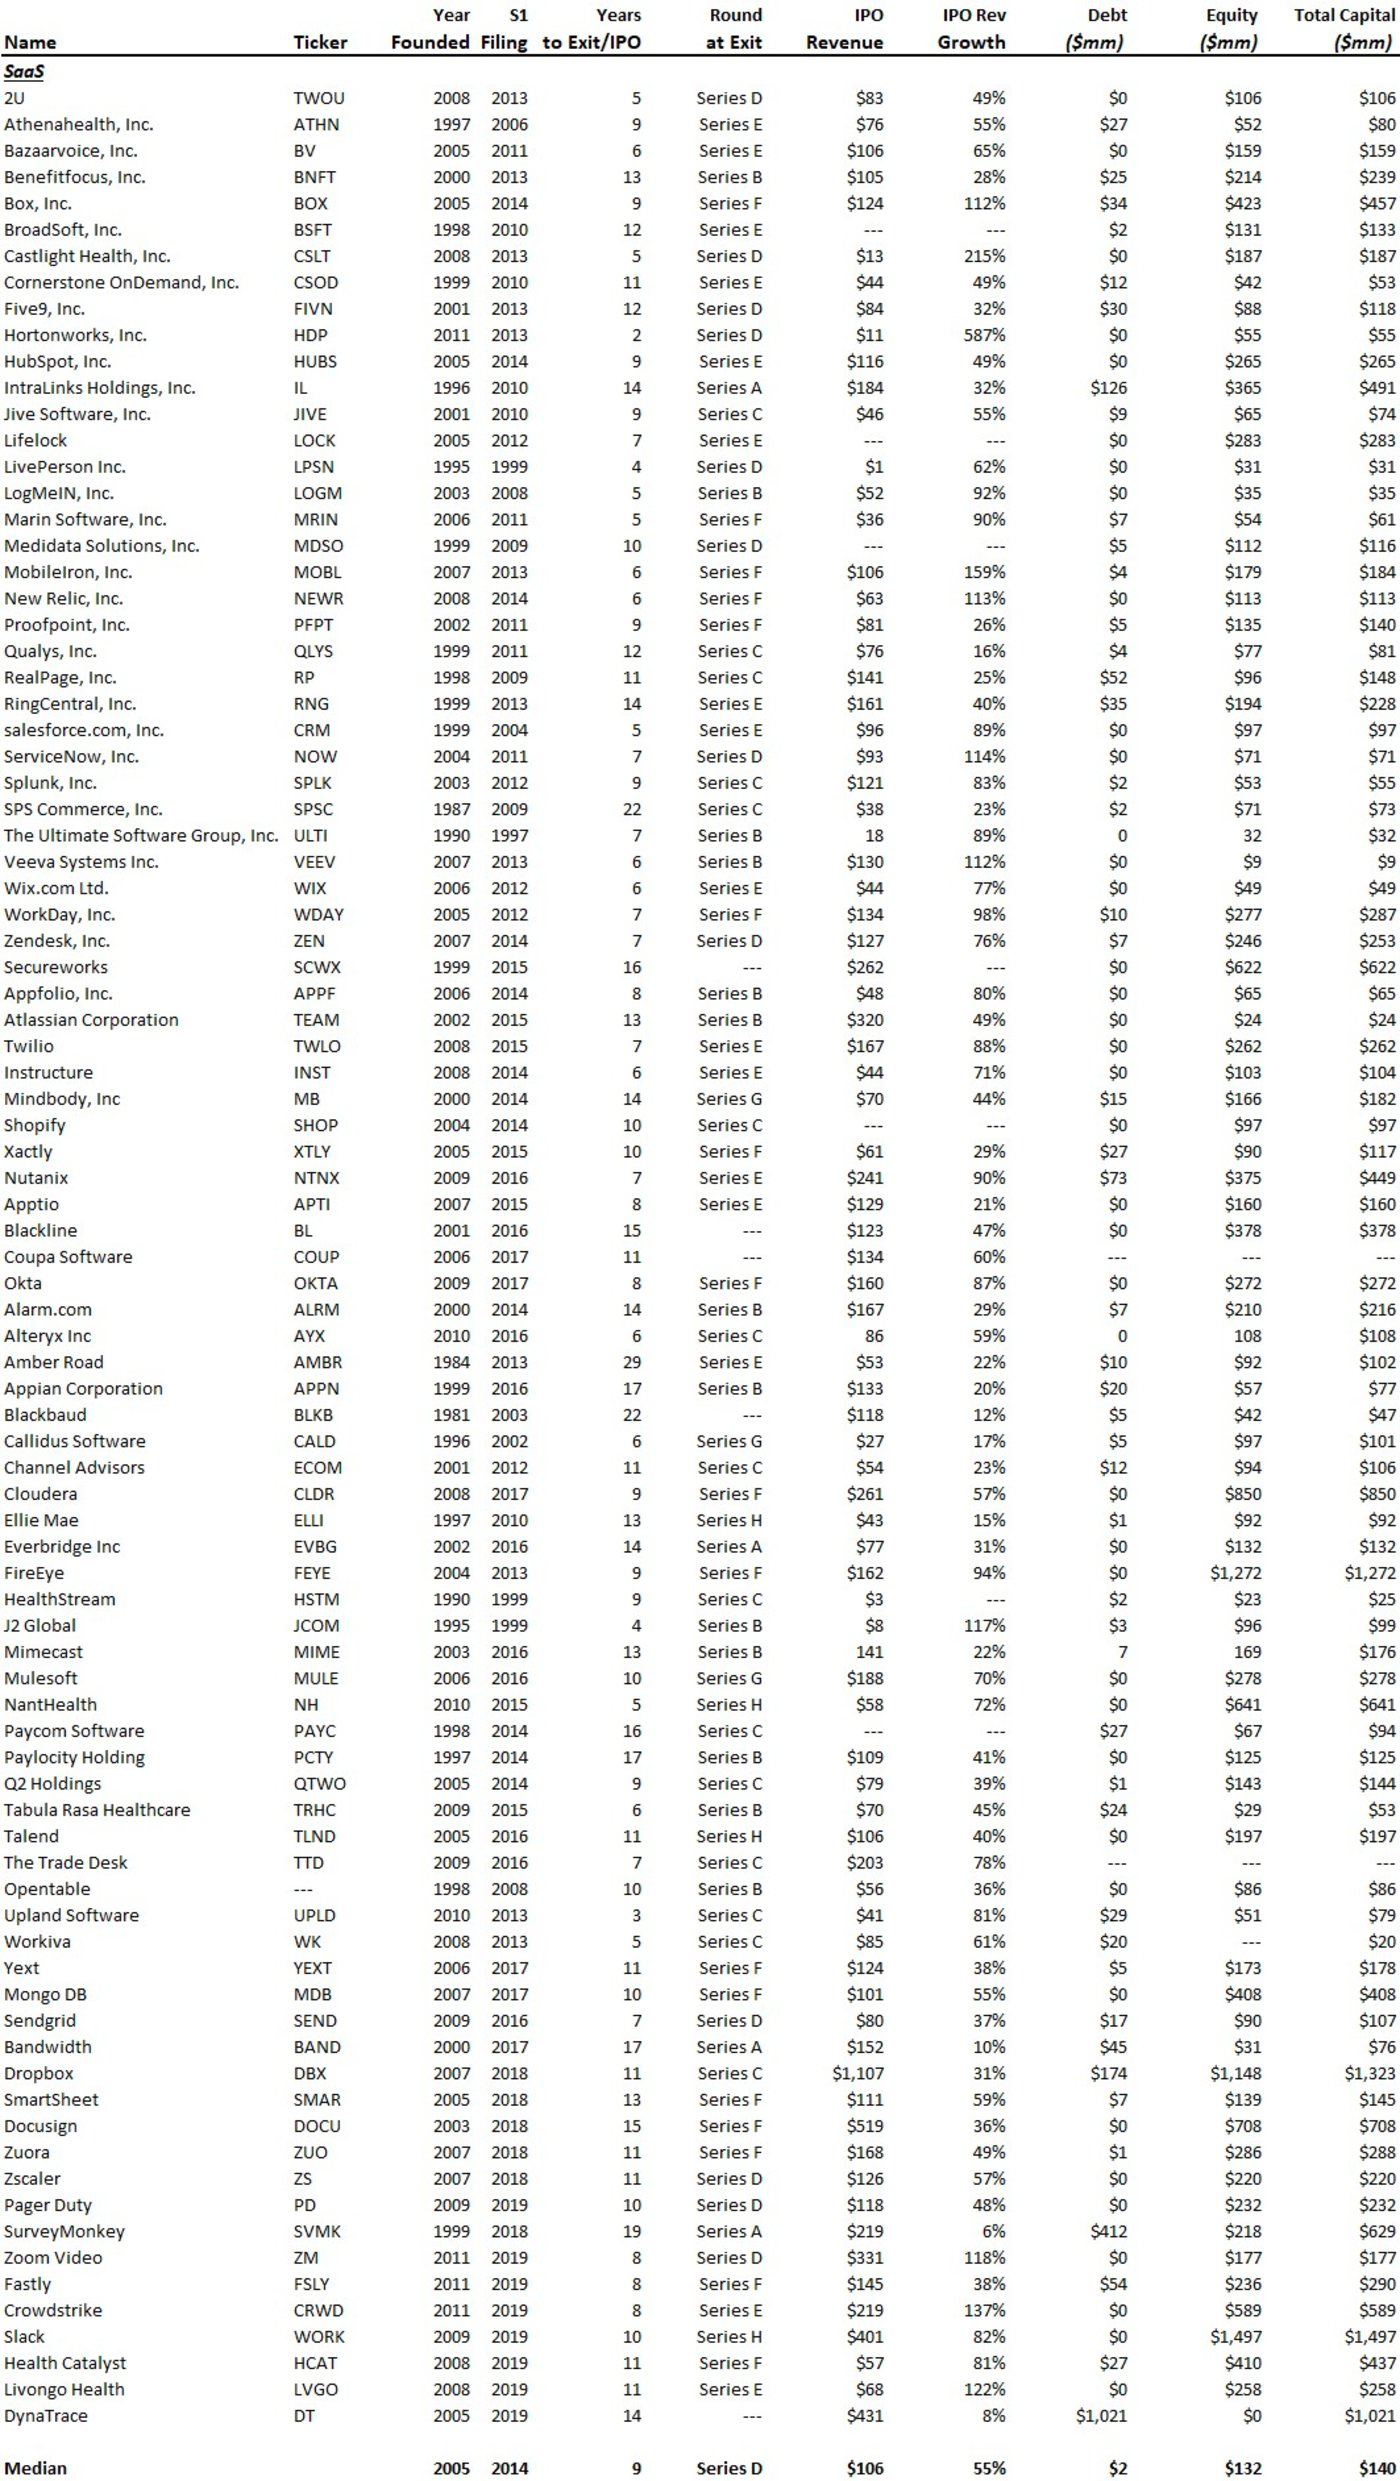 Year S1 Years Round IPO IPO Rev Debt Equity Total Capital
Name Ticker Founded Filing to Exit/IPO at Exit Revenue Growth ($mm) ($mm) ($mm)
SaaS
2U TWOU 2008 2013 5 Series D $83 49% $0 $106 $106
Athenahealth, Inc. ATHN 1997 2006 9 Series E $76 55% $27 $52 $80
Bazaarvoice, Inc. BV 2005 2011 6 Series E $106 65% $0 $159 $159
Benefitfocus, Inc. BNFT 2000 2013 13 Series B $105 28% $25 $214 $239
Box, Inc. BOX 2005 2014 9 Series F $124 112% $34 $423 $457
BroadSoft, Inc. BSFT 1998 2010 12 Series E --- --- $2 $131 $133
Castlight Health, Inc. CSLT 2008 2013 5 Series D $13 215% $0 $187 $187
Cornerstone OnDemand, Inc. CSOD 1999 2010 11 Series E $44 49% $12 $42 $53
Five9, Inc. FIVN 2001 2013 12 Series D $84 32% $30 $88 $118
Hortonworks, Inc. HDP 2011 2013 2 Series D $11 587% $0 $55 $55
HubSpot, Inc. HUBS 2005 2014 9 Series E $116 49% $0 $265 $265
IntraLinks Holdings, Inc. IL 1996 2010 14 Series A $184 32% $126 $365 $491
Jive Software, Inc. JIVE 2001 2010 9 Series C $46 55% $9 $65 $74
Lifelock LOCK 2005 2012 7 Series E --- --- $0 $283 $283
LivePerson Inc. LPSN 1995 1999 4 Series D $1 62% $0 $31 $31
LogMeIN, Inc. LOGM 2003 2008 5 Series B $52 92% $0 $35 $35
Marin Software, Inc. MRIN 2006 2011 5 Series F $36 90% $7 $54 $61
Medidata Solutions, Inc. MDSO 1999 2009 10 Series D --- --- $5 $112 $116
MobileIron, Inc. MOBL 2007 2013 6 Series F $106 159% $4 $179 $184
New Relic, Inc. NEWR 2008 2014 6 Series F $63 113% $0 $113 $113
Proofpoint, Inc. PFPT 2002 2011 9 Series F $81 26% $5 $135 $140
Qualys, Inc. QLYS 1999 2011 12 Series C $76 16% $4 $77 $81
RealPage, Inc. RP 1998 2009 11 Series C $141 25% $52 $96 $148
RingCentral, Inc. RNG 1999 2013 14 Series E $161 40% $35 $194 $228
salesforce.com, Inc. CRM 1999 2004 5 Series E $96 89% $0 $97 $97
ServiceNow, Inc. NOW 2004 2011 7 Series D $93 114% $0 $71 $71
Splunk, Inc. SPLK 2003 2012 9 Series C $121 83% $2 $53 $55
SPS Commerce, Inc. SPSC 1987 2009 22 Series C $38 23% $2 $71 $73
The Ultimate Software Group, Inc. ULTI 1990 1997 7 Series B 18 89% 0 32 $32
Veeva Systems Inc. VEEV 2007 2013 6 Series B $130 112% $0 $9 $9
Wix.com Ltd. WIX 2006 2012 6 Series E $44 77% $0 $49 $49
WorkDay, Inc. WDAY 2005 2012 7 Series F $134 98% $10 $277 $287
Zendesk, Inc. ZEN 2007 2014 7 Series D $127 76% $7 $246 $253
Secureworks SCWX 1999 2015 16 --- $262 --- $0 $622 $622
Appfolio, Inc. APPF 2006 2014 8 Series B $48 80% $0 $65 $65
Atlassian Corporation TEAM 2002 2015 13 Series B $320 49% $0 $24 $24
Twilio TWLO 2008 2015 7 Series E $167 88% $0 $262 $262
Instructure INST 2008 2014 6 Series E $44 71% $0 $103 $104
Mindbody, Inc MB 2000 2014 14 Series G $70 44% $15 $166 $182
Shopify SHOP 2004 2014 10 Series C --- --- $0 $97 $97
Xactly XTLY 2005 2015 10 Series F $61 29% $27 $90 $117
Nutanix NTNX 2009 2016 7 Series E $241 90% $73 $375 $449
Apptio APTI 2007 2015 8 Series E $129 21% $0 $160 $160
Blackline BL 2001 2016 15 --- $123 47% $0 $378 $378
Coupa Software COUP 2006 2017 11 --- $134 60% --- --- ---
Okta OKTA 2009 2017 8 Series F $160 87% $0 $272 $272
Alarm.com ALRM 2000 2014 14 Series B $167 29% $7 $210 $216
Alteryx Inc AYX 2010 2016 6 Series C 86 59% 0 108 $108
Amber Road AMBR 1984 2013 29 Series E $53 22% $10 $92 $102
Appian Corporation APPN 1999 2016 17 Series B $133 20% $20 $57 $77
Blackbaud BLKB 1981 2003 22 --- $118 12% $5 $42 $47
Callidus Software CALD 1996 2002 6 Series G $27 17% $5 $97 $101
Channel Advisors ECOM 2001 2012 11 Series C $54 23% $12 $94 $106
Cloudera CLDR 2008 2017 9 Series F $261 57% $0 $850 $850
Ellie Mae ELLI 1997 2010 13 Series H $43 15% $1 $92 $92
Everbridge Inc EVBG 2002 2016 14 Series A $77 31% $0 $132 $132
FireEye FEYE 2004 2013 9 Series F $162 94% $0 $1,272 $1,272
HealthStream HSTM 1990 1999 9 Series C $3 --- $2 $23 $25
J2 Global JCOM 1995 1999 4 Series B $8 117% $3 $96 $99
Mimecast MIME 2003 2016 13 Series B 141 22% 7 169 $176
Mulesoft MULE 2006 2016 10 Series G $188 70% $0 $278 $278
NantHealth NH 2010 2015 5 Series H $58 72% $0 $641 $641
Paycom Software PAYC 1998 2014 16 Series C --- --- $27 $67 $94
Paylocity Holding PCTY 1997 2014 17 Series B $109 41% $0 $125 $125
Q2 Holdings QTWO 2005 2014 9 Series C $79 39% $1 $143 $144
Tabula Rasa Healthcare TRHC 2009 2015 6 Series B $70 45% $24 $29 $53
Talend TLND 2005 2016 11 Series H $106 40% $0 $197 $197
The Trade Desk TTD 2009 2016 7 Series C $203 78% --- --- ---
Opentable --- 1998 2008 10 Series B $56 36% $0 $86 $86
Upland Software UPLD 2010 2013 3 Series C $41 81% $29 $51 $79
Workiva WK 2008 2013 5 Series C $85 61% $20 --- $20
Yext YEXT 2006 2017 11 Series F $124 38% $5 $173 $178
Mongo DB MDB 2007 2017 10 Series F $101 55% $0 $408 $408
Sendgrid SEND 2009 2016 7 Series D $80 37% $17 $90 $107
Bandwidth BAND 2000 2017 17 Series A $152 10% $45 $31 $76
Dropbox DBX 2007 2018 11 Series C $1,107 31% $174 $1,148 $1,323
SmartSheet SMAR 2005 2018 13 Series F $111 59% $7 $139 $145
Docusign DOCU 2003 2018 15 Series F $519 36% $0 $708 $708
Zuora ZUO 2007 2018 11 Series F $168 49% $1 $286 $288
Zscaler ZS 2007 2018 11 Series D $126 57% $0 $220 $220
Pager Duty PD 2009 2019 10 Series D $118 48% $0 $232 $232
SurveyMonkey SVMK 1999 2018 19 Series A $219 6% $412 $218 $629
Zoom Video ZM 2011 2019 8 Series D $331 118% $0 $177 $177
Fastly FSLY 2011 2019 8 Series F $145 38% $54 $236 $290
Crowdstrike CRWD 2011 2019 8 Series E $219 137% $0 $589 $589
Slack WORK 2009 2019 10 Series H $401 82% $0 $1,497 $1,497
Health Catalyst HCAT 2008 2019 11 Series F $57 81% $27 $410 $437
Livongo Health LVGO 2008 2019 11 Series E $68 122% $0 $258 $258
DynaTrace DT 2005 2019 14 --- $431 8% $1,021 $0 $1,021
Median 2005 2014 9 Series D $106 55% $2 $132 $140